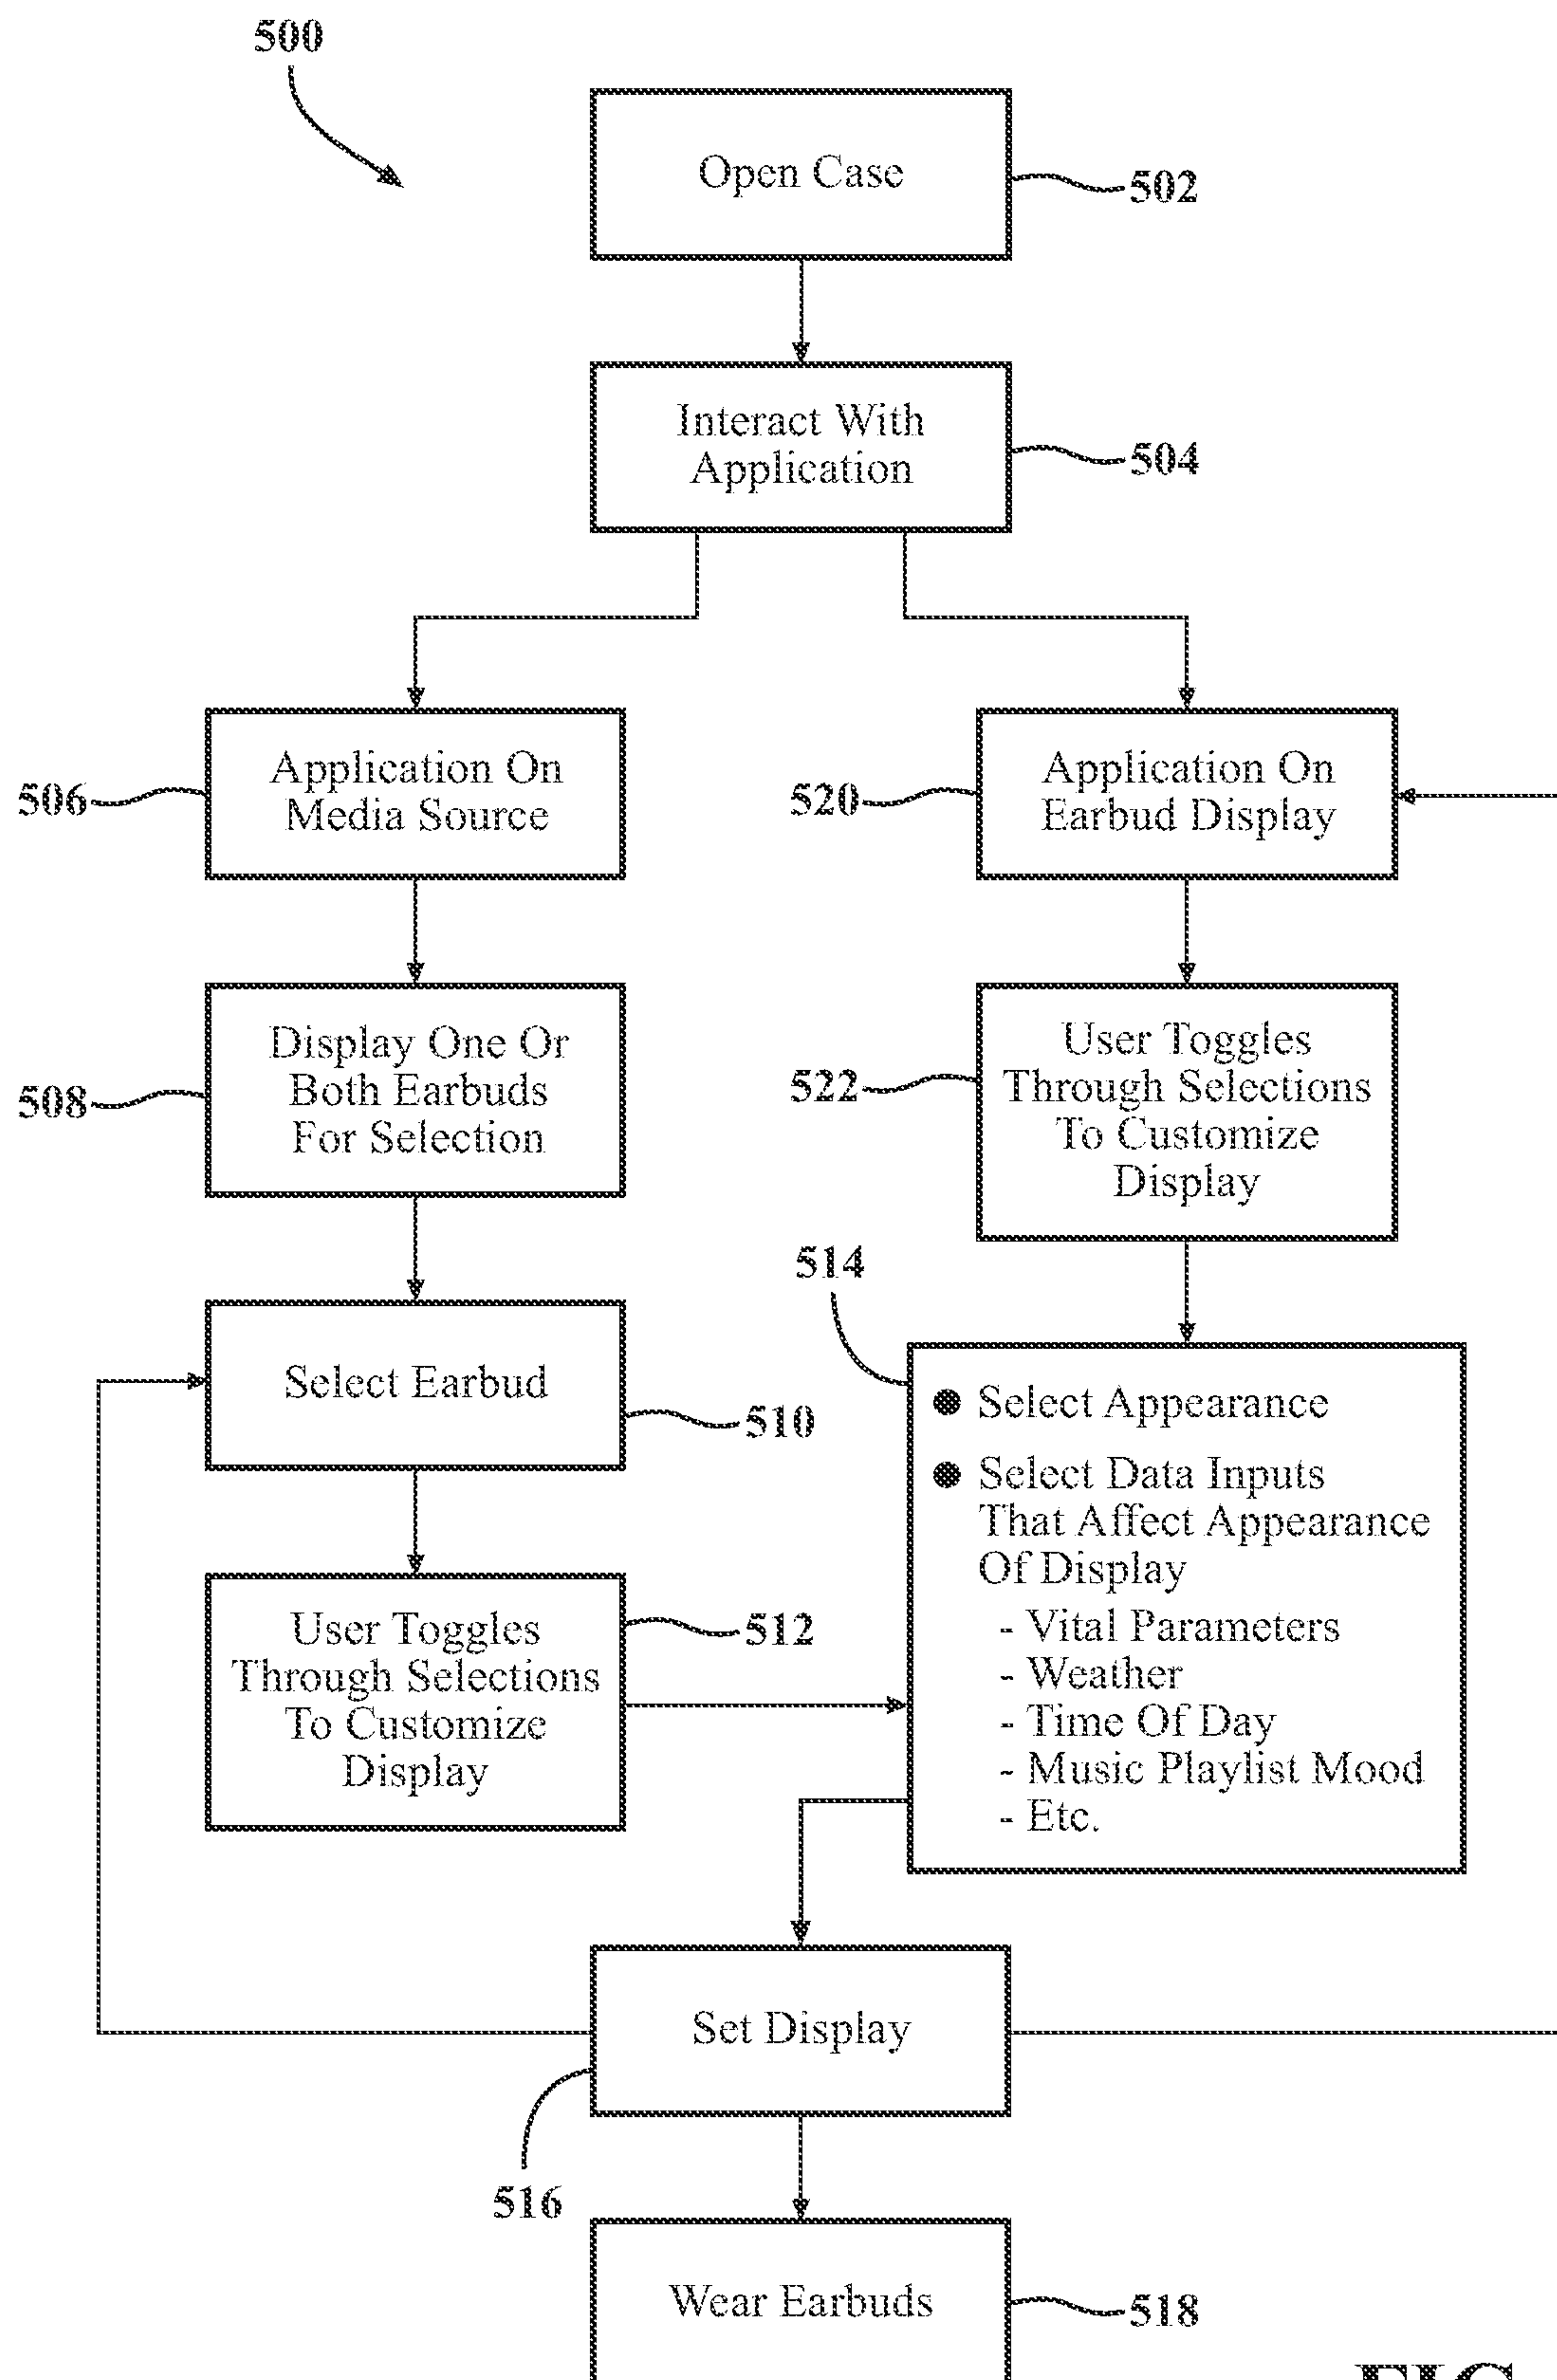 500
Open Case
502
Interact With
Application
504
Application On
Media Source
506
Application On
Earbud Display
520
Display One Or
Both Earbuds
For Selection
508
User Toggles
Through Selections
To Customize
Display
522
Select Earbud
510
514
● Select Appearance
● Select Data Inputs
That Affect Appearance
Of Display
- Vital Parameters
- Weather
- Time Of Day
- Music Playlist Mood
- Etc.
User Toggles
Through Selections
To Customize
Display
512
Set Display
516
Wear Earbuds
518